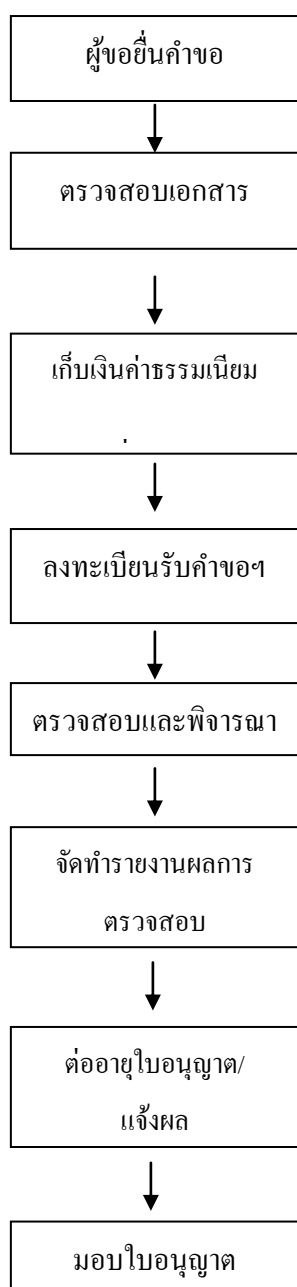 ผู้ขอยื่นคำขอ
ตรวจสอบเอกสาร
เก็บเงินค่าธรรมเนียม
ลงทะเบียนรับคำขอฯ
ตรวจสอบและพิจารณา
จัดทำรายงานผลการ
ตรวจสอบ
ต่ออายุใบอนุญาต/
แจ้งผล
มอบใบอนุญาต